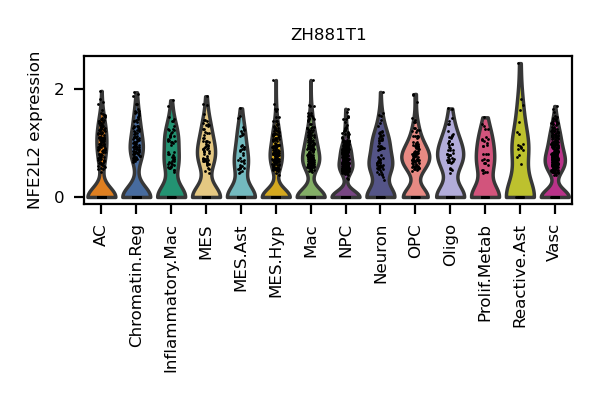 ZH881T1
NFE2L2 expression
2
0
AC
Chromatin.Reg
Inflammatory.Mac
MES
MES.Ast
MES.Hyp
Mac
NPC
Neuron
OPC
Oligo
Prolif.Metab
Reactive.Ast
Vasc